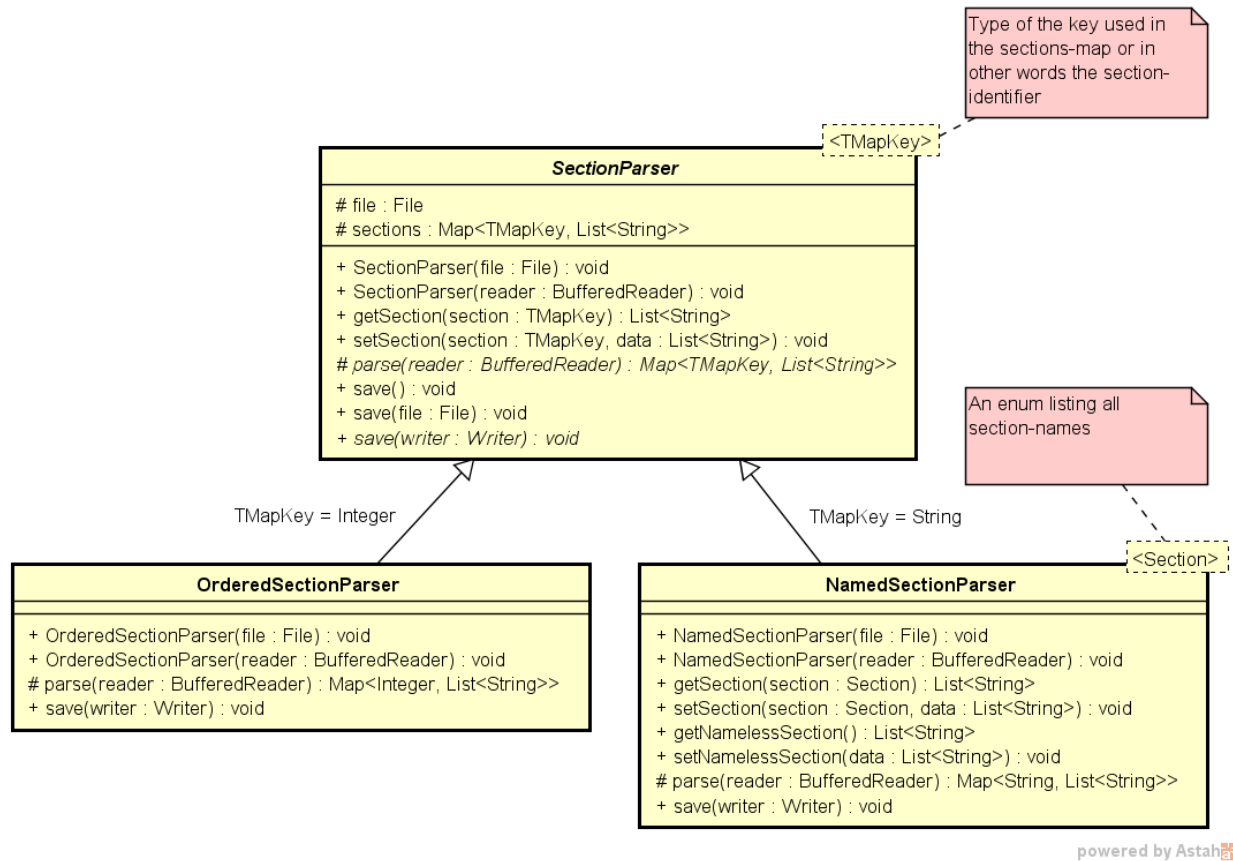 Type of the key used in
the sections-map or in
other words the section-
identifier
<TMapKey>
SectionParser
# file : File
# sections : Map<TMapKey, List<String>>
+ SectionParser(file : File) : void
+ SectionParser(reader : BufferedReader) : void
+ getSection(section : TMapKey) : List<String>
+ setSection(section : TMapKey, data : List<String>) : void
# parse(reader : BufferedReader) : Map<TMapKey, List<String>>
+ save() : void
+ save(file : File) : void
+ save(writer : Writer) : void
An enum listing all
section-names
TMapKey = Integer
TMapKey = String
<Section>
OrderedSectionParser
+ OrderedSectionParser(file : File) : void
+ OrderedSectionParser(reader : BufferedReader) : void
# parse(reader : BufferedReader) : Map<Integer, List<String>>
+ save(writer : Writer) : void
NamedSectionParser
+ NamedSectionParser(file : File) : void
+ NamedSectionParser(reader : BufferedReader) : void
+ getSection(section : Section) : List<String>
+ setSection(section : Section, data : List<String>) : void
+ getNamelessSection() : List<String>
+ setNamelessSection(data : List<String>) : void
# parse(reader : BufferedReader) : Map<String, List<String>>
+ save(writer : Writer) : void
powered by Astah